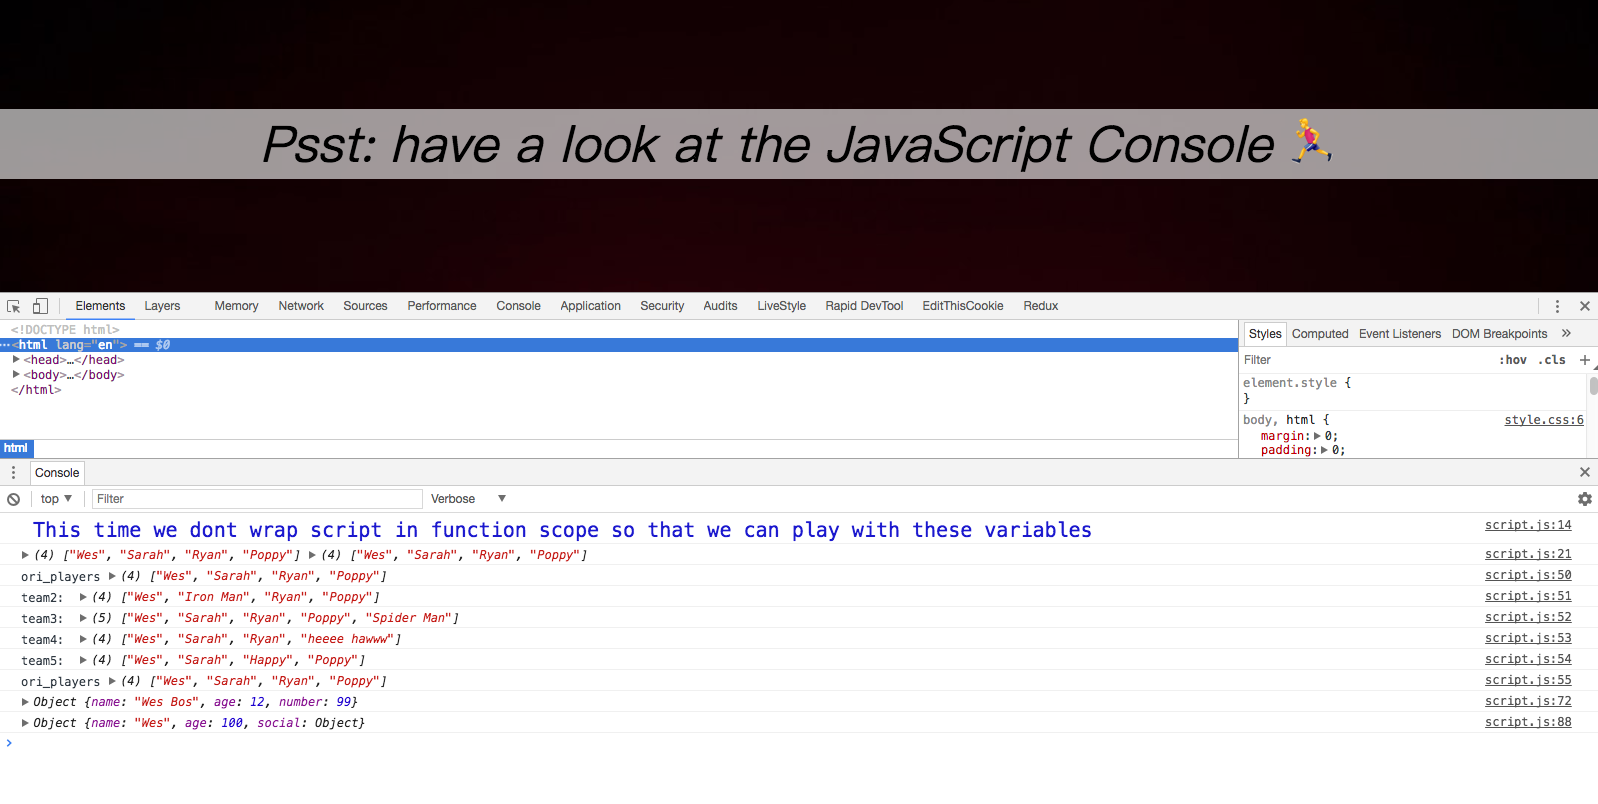 Psst: have a look at the JavaScript Console 🏃
Elements Layers Memory Network Sources Performance Console Application Security Audits LiveStyle Rapid DevTool EditThisCookie Redux
<!DOCTYPE html>
···<html lang="en"> == $0
▶<head>…</head>
▶<body>…</body>
</html>
html
Styles Computed Event Listeners DOM Breakpoints »
Filter :hov .cls +
element.style {
}
body, html { style.css:6
margin:▶0;
padding:▶0;
Console
top ▼ Filter Verbose ▼
This time we dont wrap script in function scope so that we can play with these variables script.js:14
▶(4) ["Wes", "Sarah", "Ryan", "Poppy"] ▶(4) ["Wes", "Sarah", "Ryan", "Poppy"] script.js:21
ori_players ▶(4) ["Wes", "Sarah", "Ryan", "Poppy"] script.js:50
team2: ▶(4) ["Wes", "Iron Man", "Ryan", "Poppy"] script.js:51
team3: ▶(5) ["Wes", "Sarah", "Ryan", "Poppy", "Spider Man"] script.js:52
team4: ▶(4) ["Wes", "Sarah", "Ryan", "heeee hawww"] script.js:53
team5: ▶(4) ["Wes", "Sarah", "Happy", "Poppy"] script.js:54
ori_players ▶(4) ["Wes", "Sarah", "Ryan", "Poppy"] script.js:55
▶Object {name: "Wes Bos", age: 12, number: 99} script.js:72
▶Object {name: "Wes", age: 100, social: Object} script.js:88
>